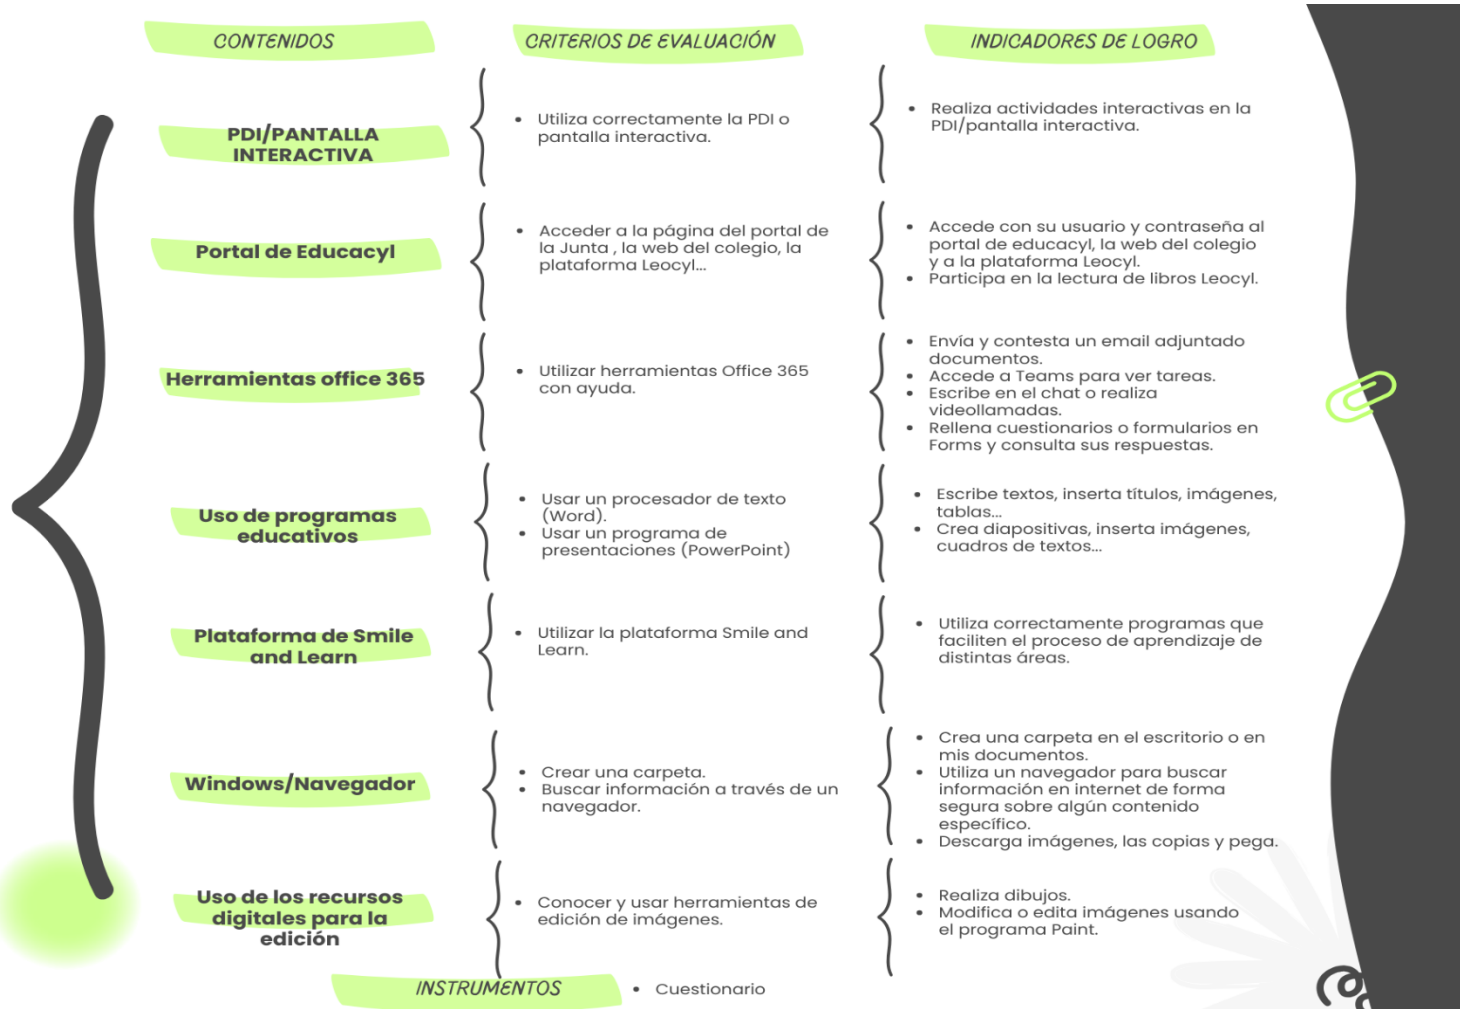 CONTENIDOS
CRITERIOS DE EVALUACIÓN
INDICADORES DE LOGRO
PDI/PANTALLA
INTERACTIVA
• Utiliza correctamente la PDI o
pantalla interactiva.
• Realiza actividades interactivas en la
PDI/pantalla interactiva.
Portal de Educacyl
• Acceder a la página del portal de
la Junta , la web del colegio, la
plataforma Leocyl...
• Accede con su usuario y contraseña al
portal de educacyl, la web del colegio
y a la plataforma Leocyl.
• Participa en la lectura de libros Leocyl.
Herramientas office 365
• Utilizar herramientas Office 365
con ayuda.
• Envía y contesta un email adjuntado
documentos.
• Accede a Teams para ver tareas.
• Escribe en el chat o realiza
videollamadas.
• Rellena cuestionarios o formularios en
Forms y consulta sus respuestas.
Uso de programas
educativos
• Usar un procesador de texto
(Word).
• Usar un programa de
presentaciones (PowerPoint)
• Escribe textos, inserta títulos, imágenes,
tablas...
• Crea diapositivas, inserta imágenes,
cuadros de textos...
Plataforma de Smile
and Learn
• Utilizar la plataforma Smile and
Learn.
• Utiliza correctamente programas que
faciliten el proceso de aprendizaje de
distintas áreas.
Windows/Navegador
• Crear una carpeta.
• Buscar información a través de un
navegador.
• Crea una carpeta en el escritorio o en
mis documentos.
• Utiliza un navegador para buscar
información en internet de forma
segura sobre algún contenido
específico.
• Descarga imágenes, las copias y pega.
Uso de los recursos
digitales para la
edición
• Conocer y usar herramientas de
edición de imágenes.
• Realiza dibujos.
• Modifica o edita imágenes usando
el programa Paint.
INSTRUMENTOS
• Cuestionario